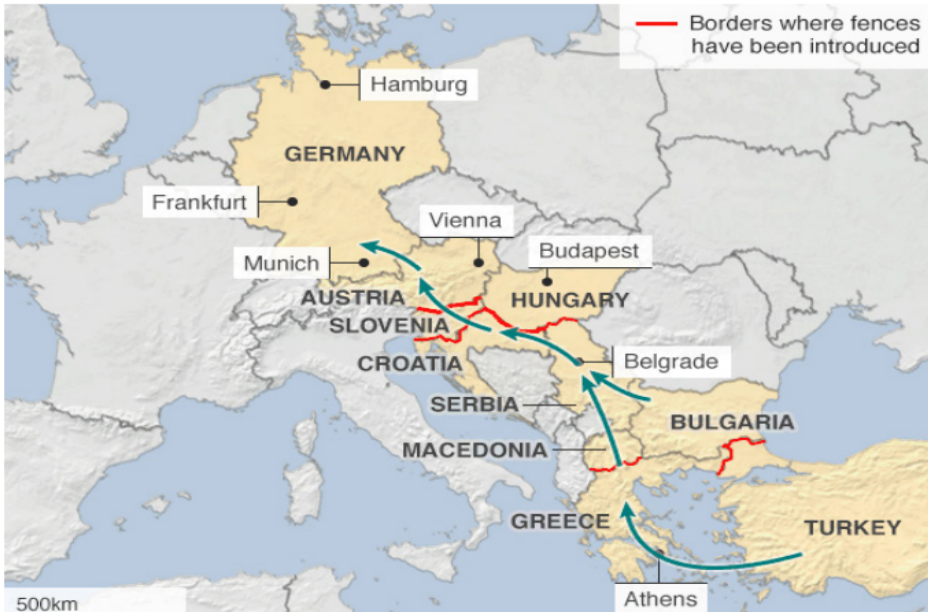 Borders where fences
have been introduced
Hamburg
GERMANY
Frankfurt
Vienna
Budapest
Munich
AUSTRIA
HUNGARY
SLOVENIA
CROATIA
Belgrade
SERBIA
BULGARIA
MACEDONIA
GREECE
TURKEY
Athens
500km